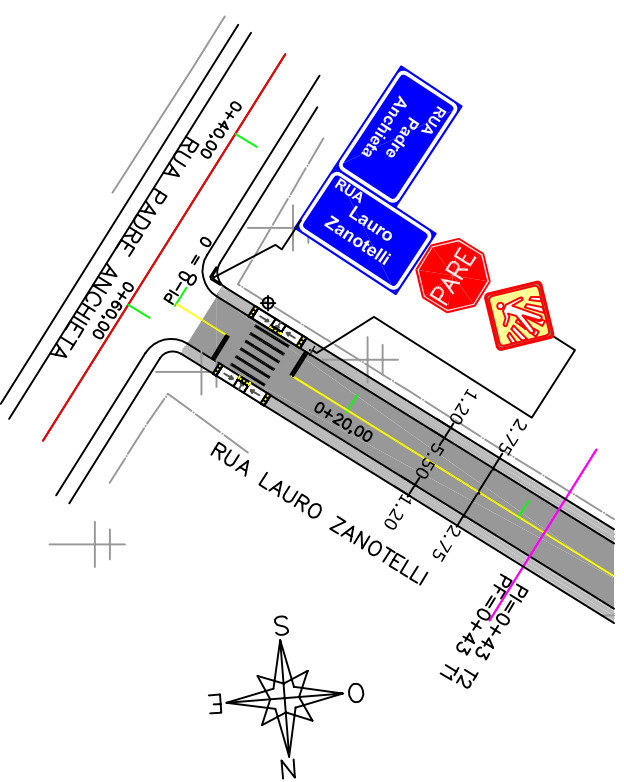 0+40,00
RUA PADRE ANCHIETA
0+60,00
PI-0 = 0
RUA
Padre
Anchieta
RUA
Lauro
Zanotelli
PARE
0+20,00
1.20
2.75
5.50
1.20
2.75
RUA LAURO ZANOTELLI
PI=0+43 T2
PF=0+43 T1
S
E
O
N